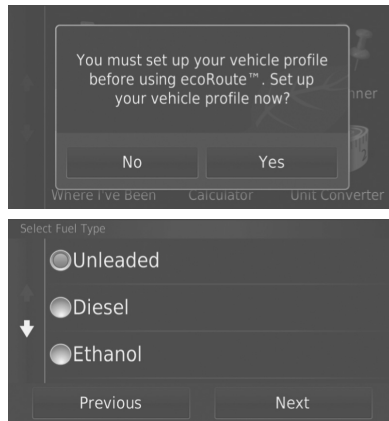 You must set up your vehicle profile
before using ecoRoute™. Set up
your vehicle profile now?
nner
No Yes
Where I've Been Calculator Unit Converter
Select Fuel Type
Unleaded
Diesel
Ethanol
Previous Next